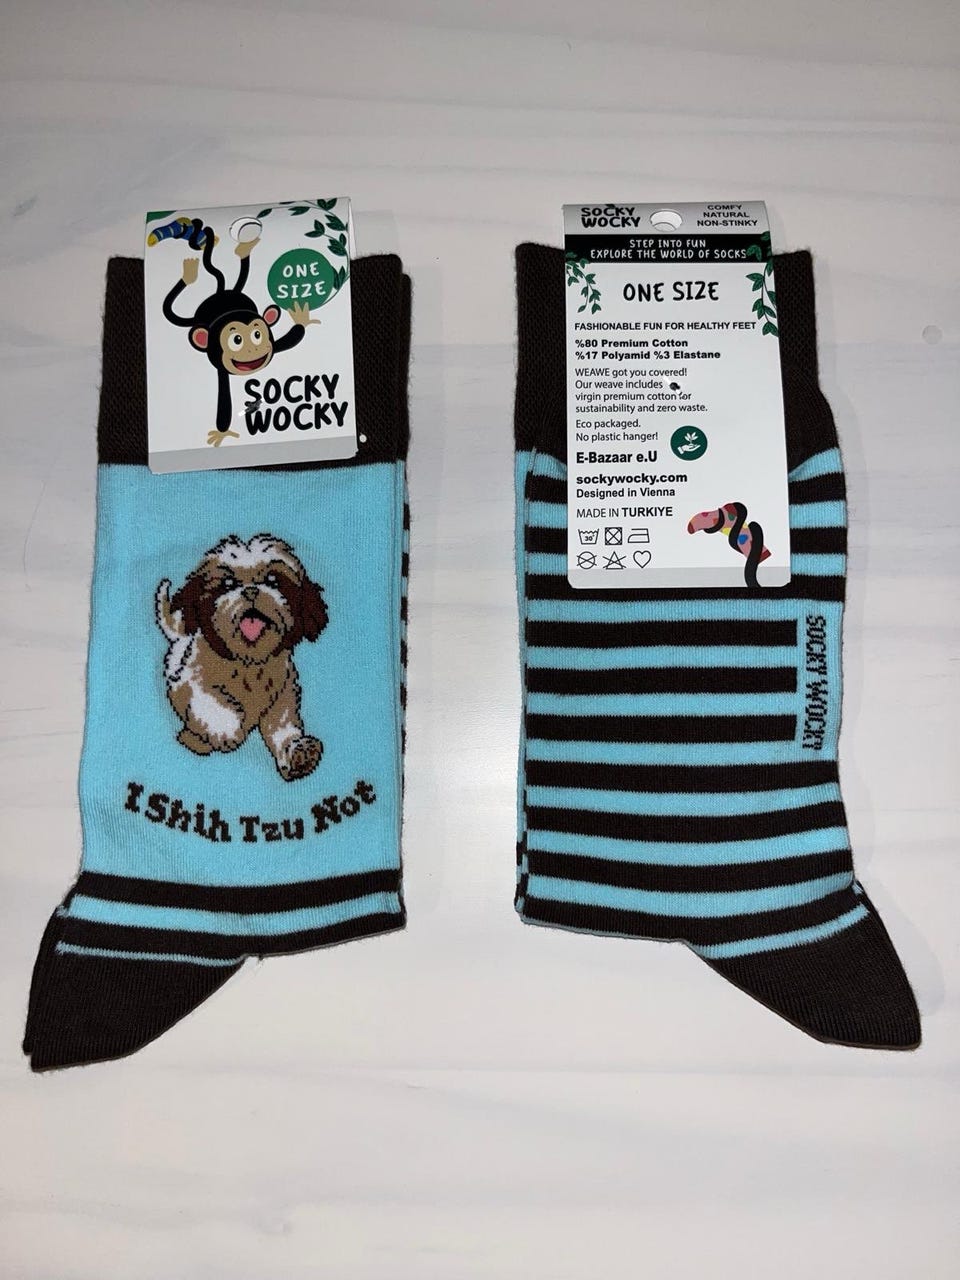 ONE
SIZE
SOCKY
WOCKY
I Shih Tzu Not
SOCKY
WOCKY
COMFY
NATURAL
NON-STINKY
STEP INTO FUN
EXPLORE THE WORLD OF SOCKS
ONE SIZE
FASHIONABLE FUN FOR HEALTHY FEET
%80 Premium Cotton
%17 Polyamid %3 Elastane
WEAWE got you covered!
Our weave includes
virgin premium cotton for
sustainability and zero waste.
Eco packaged.
No plastic hanger!
E-Bazaar e.U
sockywocky.com
Designed in Vienna
MADE IN TURKIYE
30°
SOCKY WOCKY